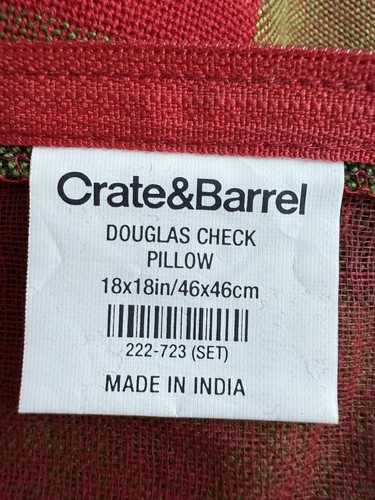 Crate&Barrel
DOUGLAS CHECK
PILLOW
18x18in/46x46cm
222-723 (SET)
MADE IN INDIA